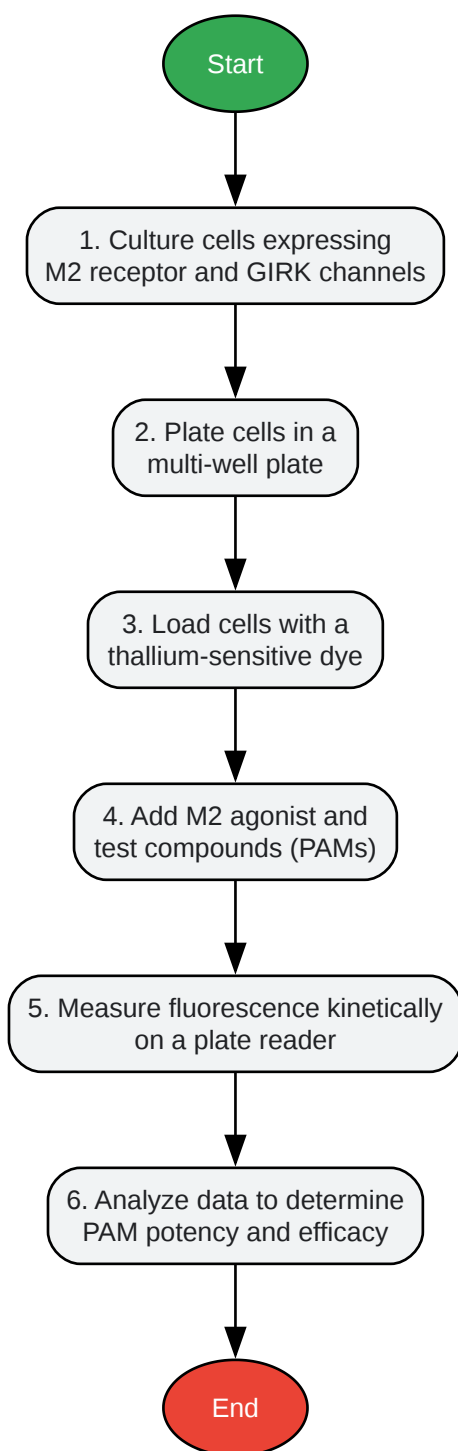 Start
1. Culture cells expressing
M2 receptor and GIRK channels
2. Plate cells in a
multi-well plate
3. Load cells with a
thallium-sensitive dye
4. Add M2 agonist and
test compounds (PAMs)
5. Measure fluorescence kinetically
on a plate reader
6. Analyze data to determine
PAM potency and efficacy
End